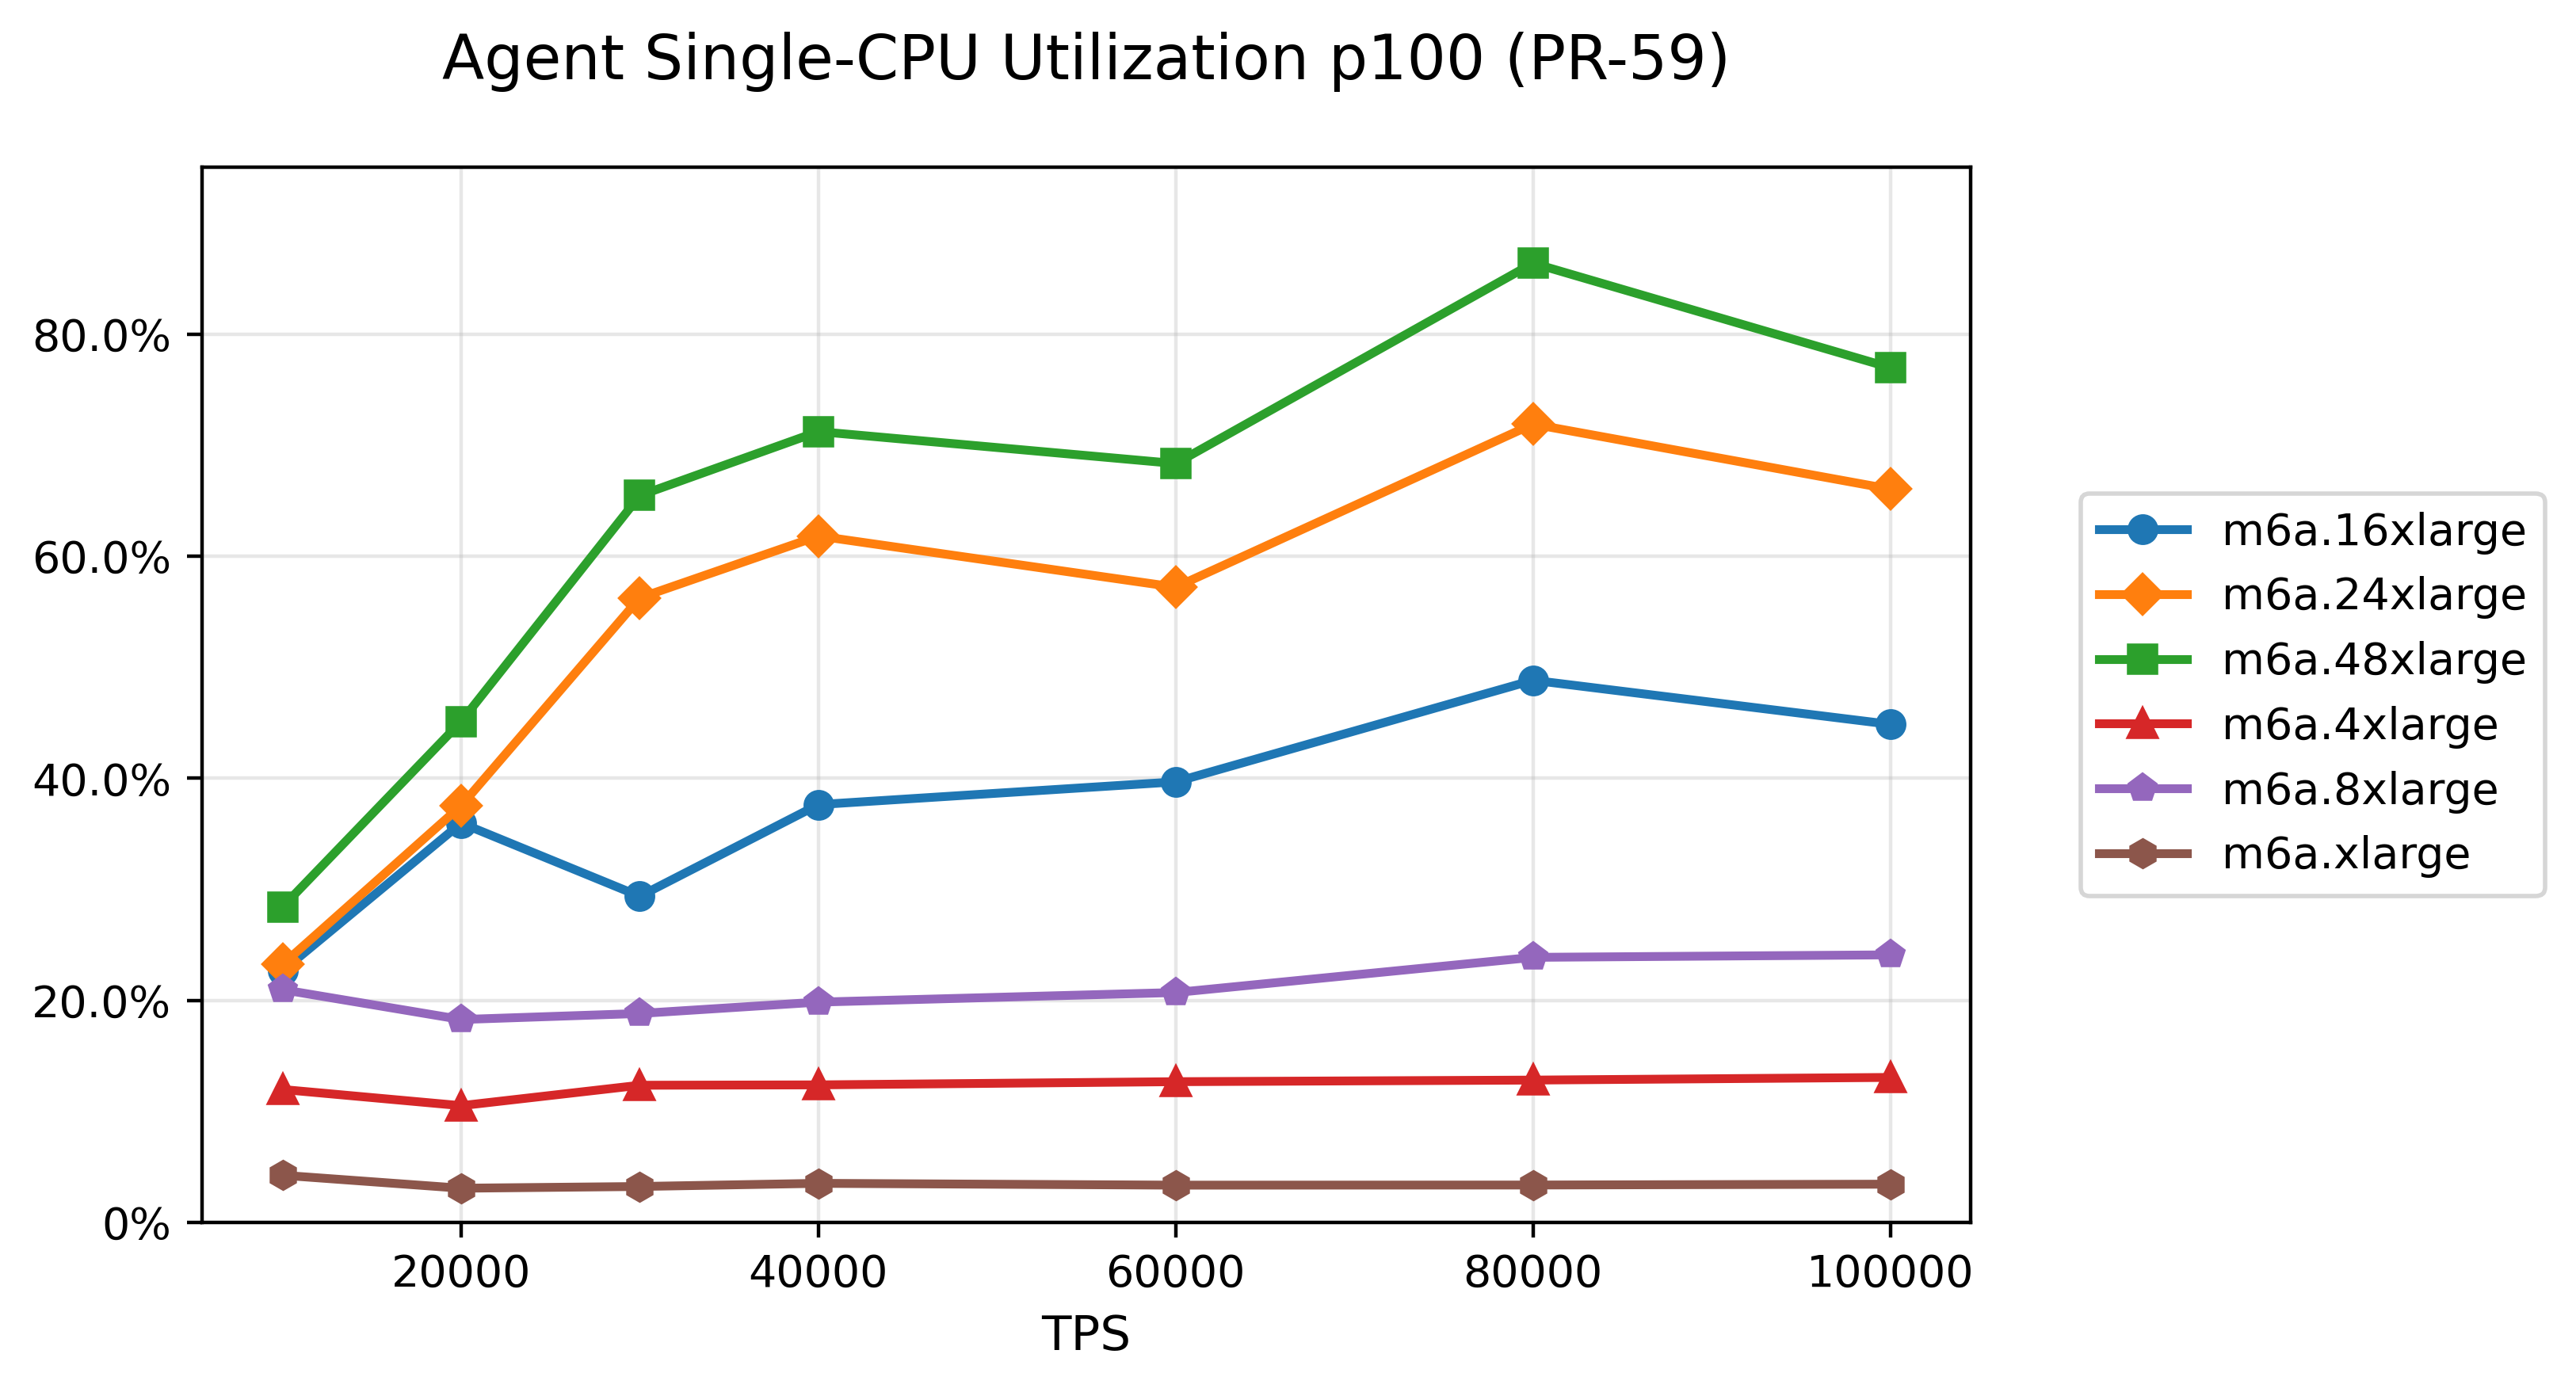 Agent Single-CPU Utilization p100 (PR-59)
80.0%
60.0%
40.0%
20.0%
0%
20000 40000 60000 80000 100000
TPS
m6a.16xlarge
m6a.24xlarge
m6a.48xlarge
m6a.4xlarge
m6a.8xlarge
m6a.xlarge